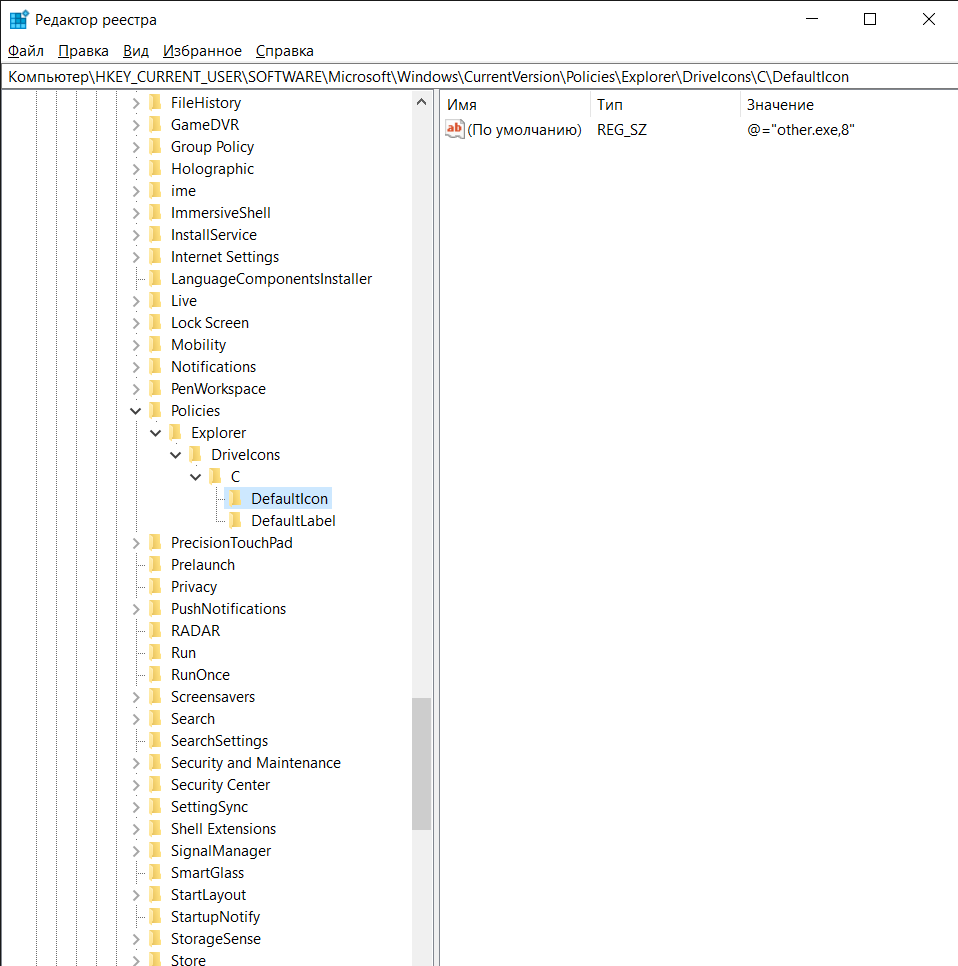 Редактор реестра
Файл Правка Вид Избранное Справка
Компьютер\HKEY_CURRENT_USER\SOFTWARE\Microsoft\Windows\CurrentVersion\Policies\Explorer\DriveIcons\C\DefaultIcon
FileHistory
GameDVR
Group Policy
Holographic
ime
ImmersiveShell
InstallService
Internet Settings
LanguageComponentsInstaller
Live
Lock Screen
Mobility
Notifications
PenWorkspace
Policies
Explorer
DriveIcons
C
DefaultIcon
DefaultLabel
PrecisionTouchPad
Prelaunch
Privacy
PushNotifications
RADAR
Run
RunOnce
Screensavers
Search
SearchSettings
Security and Maintenance
Security Center
SettingSync
Shell Extensions
SignalManager
SmartGlass
StartLayout
StartupNotify
StorageSense
Store
Имя Тип Значение
ab (По умолчанию) REG_SZ @="other.exe,8"